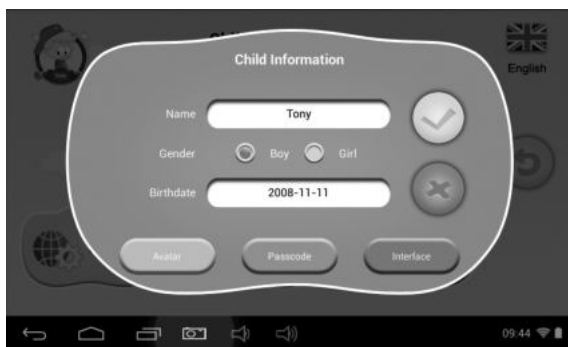 Child Information
English
Name Tony
Gender Boy Girl
Birthdate 2008-11-11
Avatar Passcode Interface
09:44